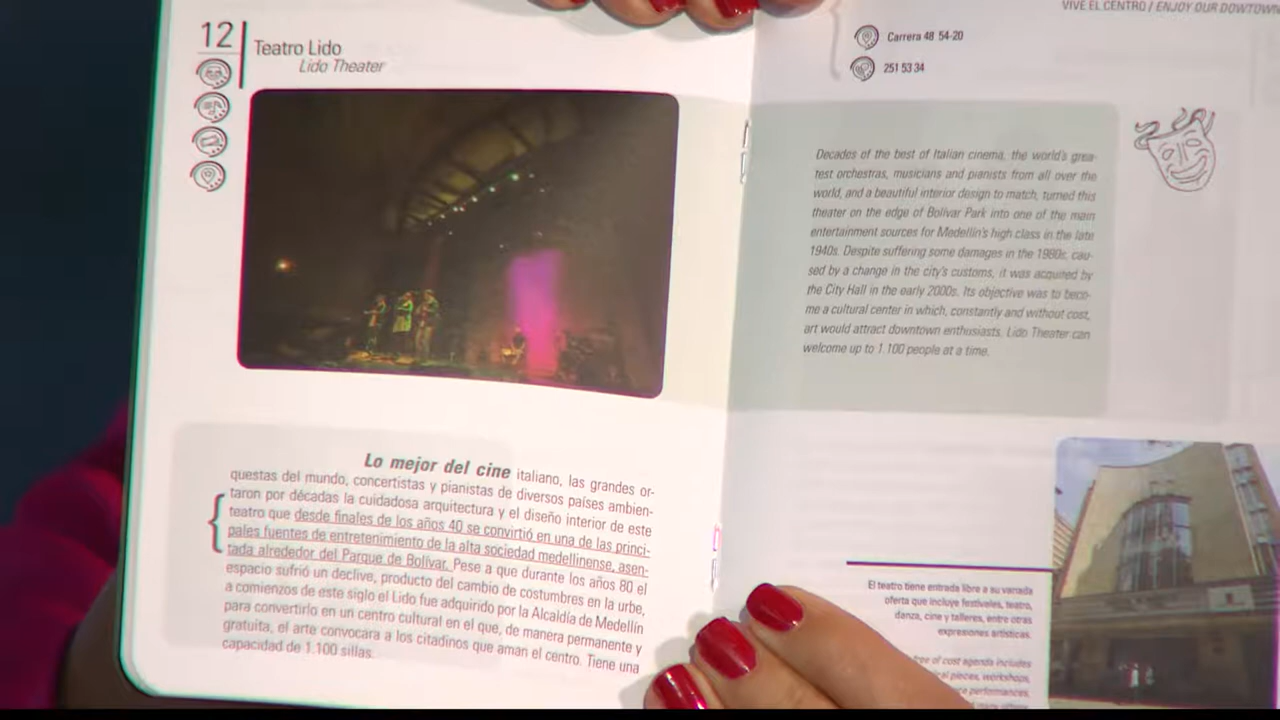 12
Teatro Lido
Lido Theater
Lo mejor del cine italiano, las grandes or-
questas del mundo, concertistas y pianistas de diversos países ambien-
taron por décadas la cuidadosa arquitectura y el diseño interior de este
teatro que desde finales de los años 40 se convirtió en una de las princi-
pales fuentes de entretenimiento de la alta sociedad medellinense, asen-
tada alrededor del Parque de Bolívar. Pese a que durante los años 80 el
espacio sufrió un declive, producto del cambio de costumbres en la urbe,
a comienzos de este siglo el Lido fue adquirido por la Alcaldía de Medellín
para convertirlo en un centro cultural en el que, de manera permanente y
gratuita, el arte convocara a los citadinos que aman el centro. Tiene una
capacidad de 1.100 sillas.
VIVE EL CENTRO / ENJOY OUR DOWTOWN
Carrera 48 54-20
251 53 34
Decades of the best of Italian cinema, the world's grea-
test orchestras, musicians and pianists from all over the
world, and a beautiful interior design to match, turned this
theater on the edge of Bolívar Park into one of the main
entertainment sources for Medellín's high class in the late
1940s. Despite suffering some damages in the 1980s, cau-
sed by a change in the city's customs, it was acquired by
the City Hall in the early 2000s. Its objective was to beco-
me a cultural center in which, constantly and without cost,
art would attract downtown enthusiasts. Lido Theater can
welcome up to 1.100 people at a time.
El teatro tiene entrada libre a su variada
oferta que incluye festivales, teatro,
danza, cine y talleres, entre otras
expresiones artísticas.
free of cost agenda includes
pieces, workshops,
performances,